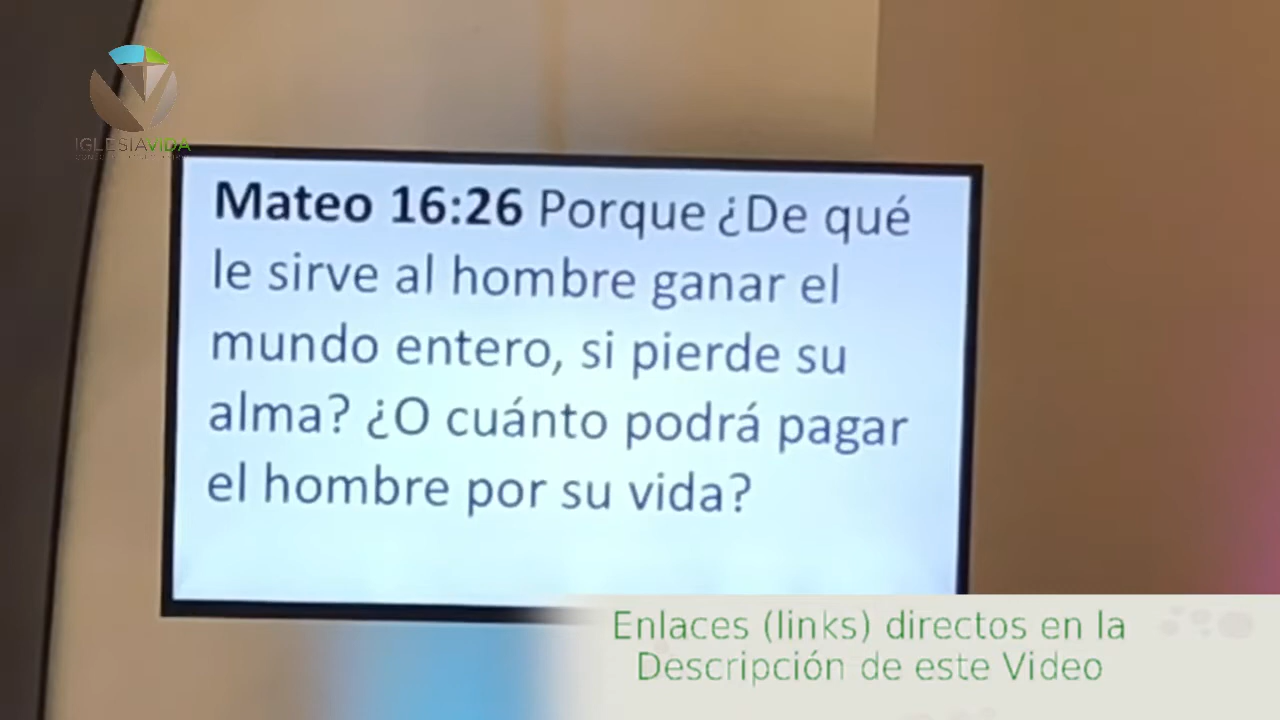 IGLESIAVIDA
Mateo 16:26 Porque ¿De qué
le sirve al hombre ganar el
mundo entero, si pierde su
alma? ¿O cuánto podrá pagar
el hombre por su vida?
Enlaces (links) directos en la
Descripción de este Video